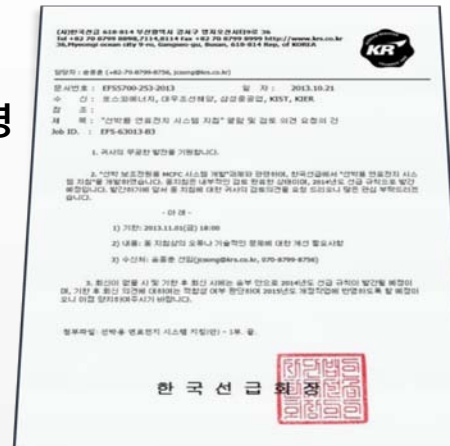 명
(사)한국선급 618-814 부산광역시 강서구 명지오션시티9로 36
Tel +82 70 8799 8898,7114,8114 Fax +82 70 8799 8999 http://www.krs.co.kr
36,Myeongji ocean city 9-ro, Gangseo-gu, Busan, 618-814 Rep, of KOREA
KR
담당자 : 송종훈 (+82-70-8799-8756, jcsong@krs.co.kr)
문서번호 : EFS5700-253-2013 일 자 : 2013.10.21
수 신 : 포스코에너지, 대우조선해양, 삼성중공업, KIST, KIER
참 조 :
제 목 : "선박용 연료전지 시스템 지침" 열람 및 검토 의견 요청의 건
Job ID. : EFS-63013-B3
1. 귀사의 무궁한 발전을 기원합니다.
2. "선박 보조전원용 MCFC 시스템 개발"과제와 관련하여, 한국선급에서 "선박용 연료전지 시스
템 지침"을 개발하였습니다. 동지침은 내부적인 검토 완료한 상태이며, 2014년도 선급 규칙으로 발간
예정입니다. 발간하기에 앞서 동 지침에 대한 귀사의 검토의견을 요청 드리오니 많은 관심 부탁드리겠
습니다.
- 아 래 -
1) 기한: 2013.11.01(금) 18:00
2) 내용: 동 지침상의 오류나 기술적인 문제에 대한 개선 필요사항
3) 수신처: 송종훈 선임(jcsong@krs.co.kr, 070-8799-8756)
3. 회신이 없을 시 및 기한 후 회신 시에는 송부 안으로 2014년도 선급 규칙이 발간될 예정이
며, 기한 후 회신 의견에 대하여는 적합성 여부 판단하여 2015년도 개정작업에 반영하도록 할 예정이
오니 이점 양지하여주시기 바랍니다.
첨부파일: 선박용 연료전지 시스템 지침(안) - 1부. 끝.
한 국 선 급 회 장